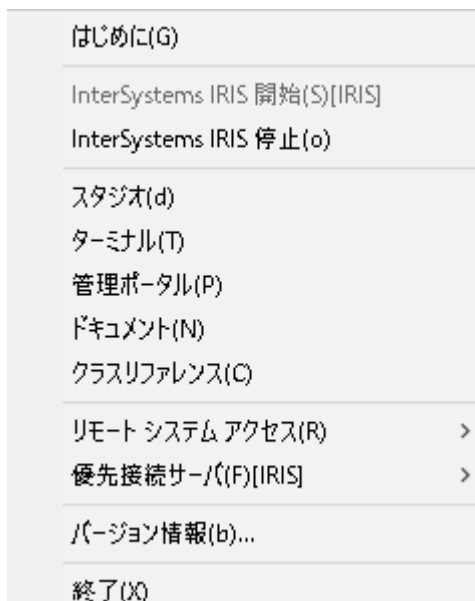 はじめに(G)
InterSystems IRIS 開始(S)[IRIS]
InterSystems IRIS 停止(o)
スタジオ(d)
ターミナル(T)
管理ポータル(P)
ドキュメント(N)
クラスリファレンス(C)
リモート システム アクセス(R)
優先接続サーバ(F)[IRIS]
バージョン情報(b)...
終了(X)